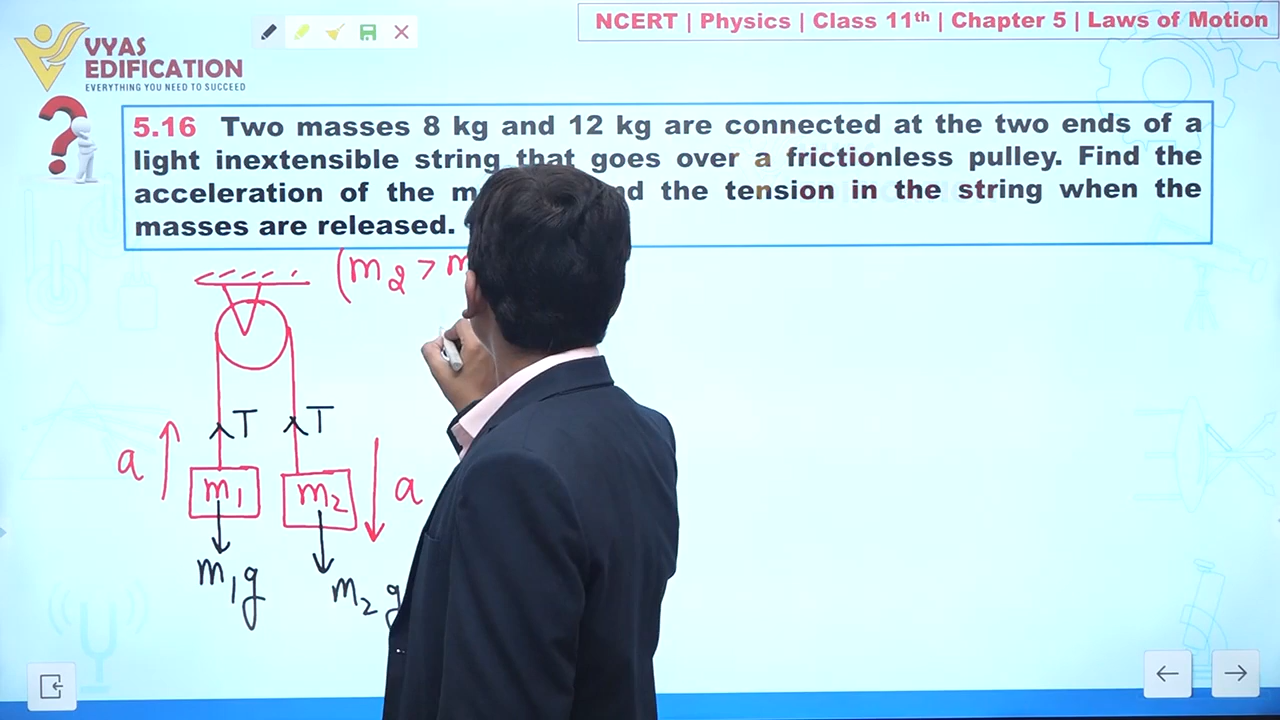 NCERT | Physics | Class 11th | Chapter 5 | Laws of Motion
VYAS
EDIFICATION
EVERYTHING YOU NEED TO SUCCEED
5.16 Two masses 8 kg and 12 kg are connected at the two ends of a
light inextensible string that goes over a frictionless pulley. Find the
acceleration of the the tension in the string when the
masses are released.
(m2 > m
T T
a m1 m2 a
m1g
m2g